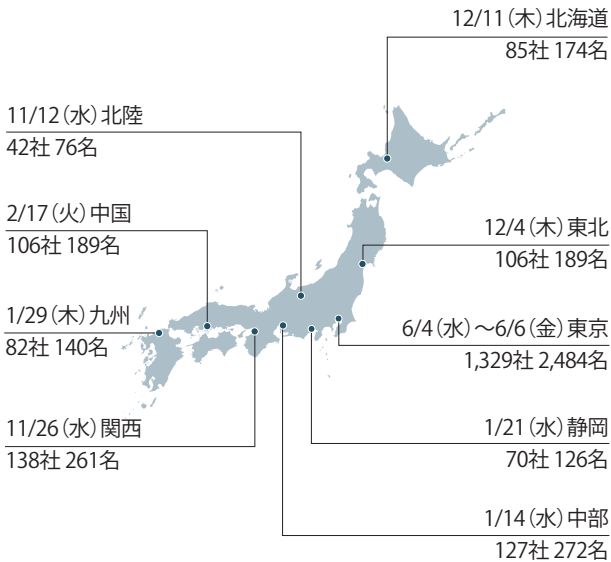 12/11（木）北海道
85社 174名
11/12（水）北陸
42社 76名
2/17（火）中国
106社 189名
12/4（木）東北
106社 189名
1/29（木）九州
82社 140名
6/4（水）～6/6（金）東京
1,329社 2,484名
11/26（水）関西
138社 261名
1/21（水）静岡
70社 126名
1/14（水）中部
127社 272名